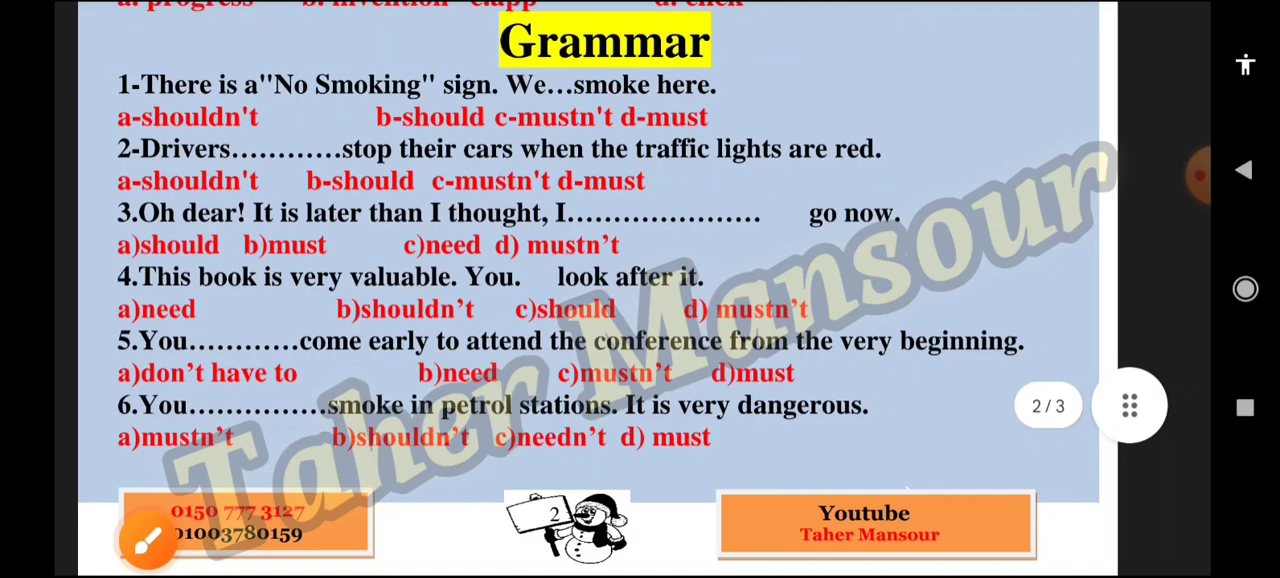 a. progress b. invention c.app d. click
Grammar
1-There is a"No Smoking" sign. We…smoke here.
a-shouldn't b-should c-mustn't d-must
2-Drivers…………stop their cars when the traffic lights are red.
a-shouldn't b-should c-mustn't d-must
3.Oh dear! It is later than I thought, I………………… go now.
a)should b)must c)need d) mustn’t
4.This book is very valuable. You. look after it.
a)need b)shouldn’t c)should d) mustn’t
5.You…………come early to attend the conference from the very beginning.
a)don’t have to b)need c)mustn’t d)must
6.You……………smoke in petrol stations. It is very dangerous.
a)mustn’t b)shouldn’t c)needn’t d) must
2 / 3
Taher Mansour
0150 777 3127
01003780159
2
Youtube
Taher Mansour